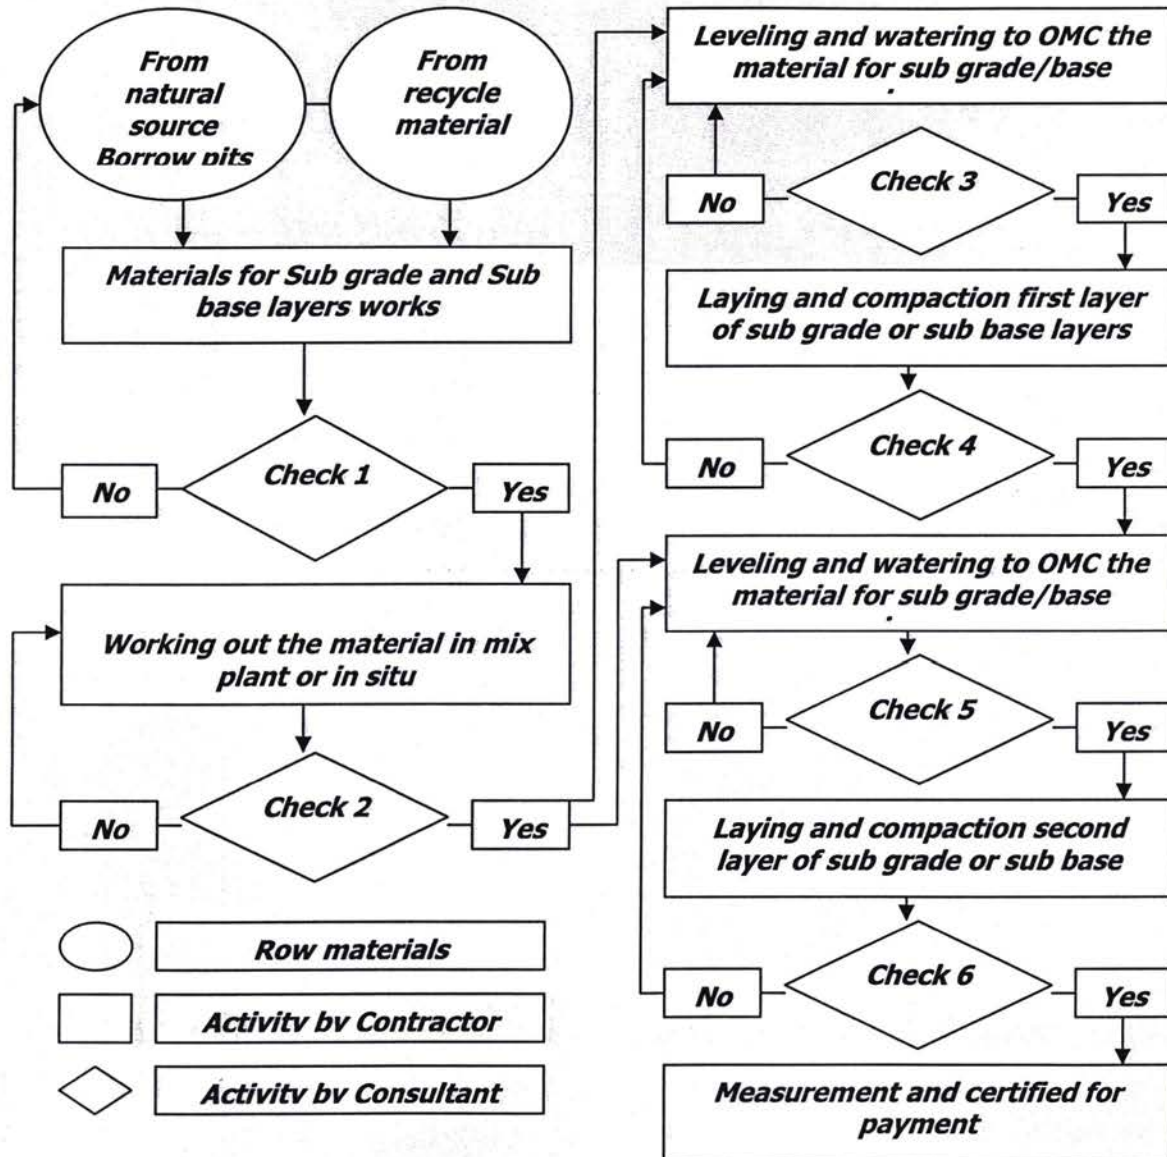 From
natural
source
Borrow pits
From
recycle
material
Materials for Sub grade and Sub
base layers works
Check 1
No
Yes
Working out the material in mix
plant or in situ
Check 2
No
Yes
Row materials
Activity by Contractor
Activity by Consultant
Leveling and watering to OMC the
material for sub grade/base
Check 3
No
Yes
Laying and compaction first layer
of sub grade or sub base layers
Check 4
No
Yes
Leveling and watering to OMC the
material for sub grade/base
Check 5
No
Yes
Laying and compaction second
layer of sub grade or sub base
Check 6
No
Yes
Measurement and certified for
payment